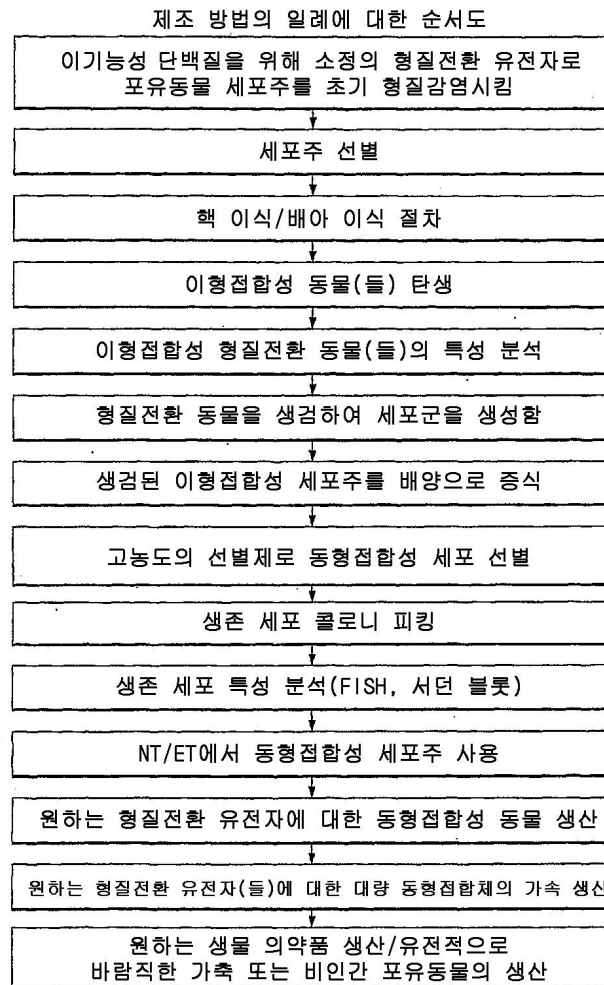 제조 방법의 일례에 대한 순서도
이기능성 단백질을 위해 소정의 형질전환 유전자로
포유동물 세포주를 초기 형질감염시킴
세포주 선별
핵 이식/배아 이식 절차
이형접합성 동물(들) 탄생
이형접합성 형질전환 동물(들)의 특성 분석
형질전환 동물을 생검하여 세포군을 생성함
생검된 이형접합성 세포주를 배양으로 증식
고농도의 선별제로 동형접합성 세포 선별
생존 세포 콜로니 피킹
생존 세포 특성 분석(FISH, 서던 블롯)
NT/ET에서 동형접합성 세포주 사용
원하는 형질전환 유전자에 대한 동형접합성 동물 생산
원하는 형질전환 유전자(들)에 대한 대량 동형접합체의 가속 생산
원하는 생물 의약품 생산/유전적으로
바람직한 가축 또는 비인간 포유동물의 생산